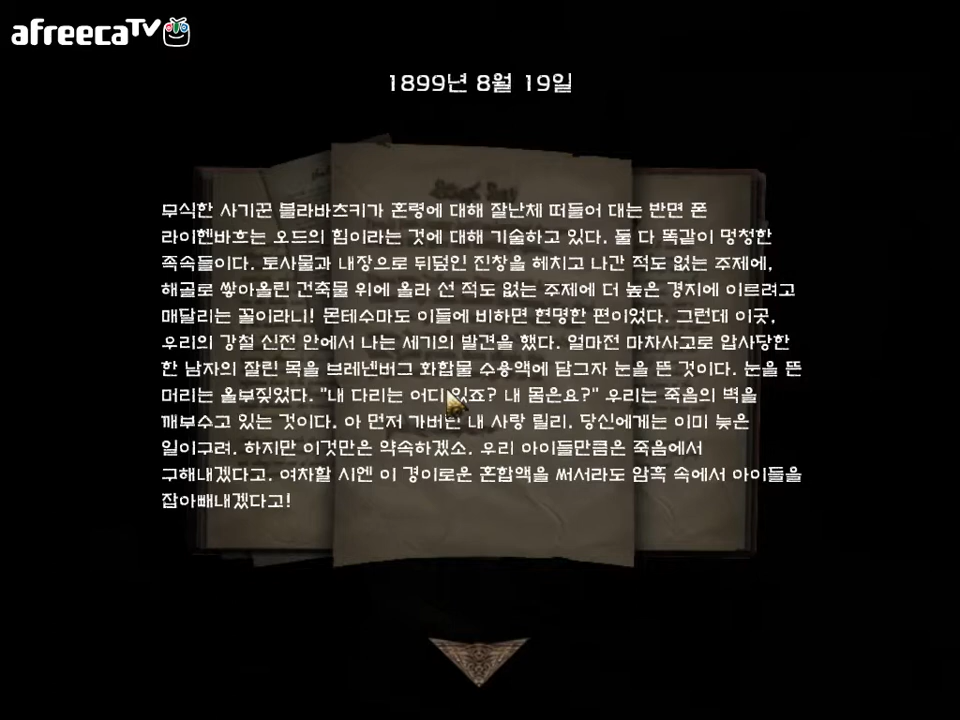 afreecaTV
1899년 8월 19일
무식한 사기꾼 블라바츠키가 혼령에 대해 잘난체 떠들어 대는 반면 폰
라이헨바흐는 오드의 힘이라는 것에 대해 기술하고 있다. 둘 다 똑같이 멍청한
족속들이다. 토사물과 내장으로 뒤덮인 진창을 헤치고 나간 적도 없는 주제에,
해골로 쌓아올린 건축물 위에 올라 선 적도 없는 주제에 더 높은 경지에 이르려고
매달리는 꼴이라니! 몬테수마도 이들에 비하면 현명한 편이었다. 그런데 이곳,
우리의 강철 신전 안에서 나는 세기의 발견을 했다. 얼마전 마차사고로 압사당한
한 남자의 잘린 목을 브레넨버그 화합물 수용액에 담그자 눈을 뜬 것이다. 눈을 뜬
머리는 울부짖었다. "내 다리는 어디 있죠? 내 몸은요?" 우리는 죽음의 벽을
깨부수고 있는 것이다. 아 먼저 가버린 내 사랑 릴리. 당신에게는 이미 늦은
일이구려. 하지만 이것만은 약속하겠소. 우리 아이들만큼은 죽음에서
구해내겠다고. 여차할 시엔 이 경이로운 혼합액을 써서라도 암흑 속에서 아이들을
잡아빼내겠다고!